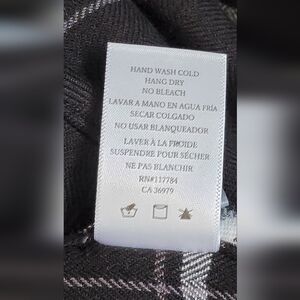 HAND WASH COLD
HANG DRY
NO BLEACH
LAVAR A MANO EN AGUA FRÍA
SECAR COLGADO
NO USAR BLANQUEADOR
LAVER À LA FROIDE
SUSPENDRE POUR SÉCHER
NE PAS BLANCHIR
RN#117784
CA 36979